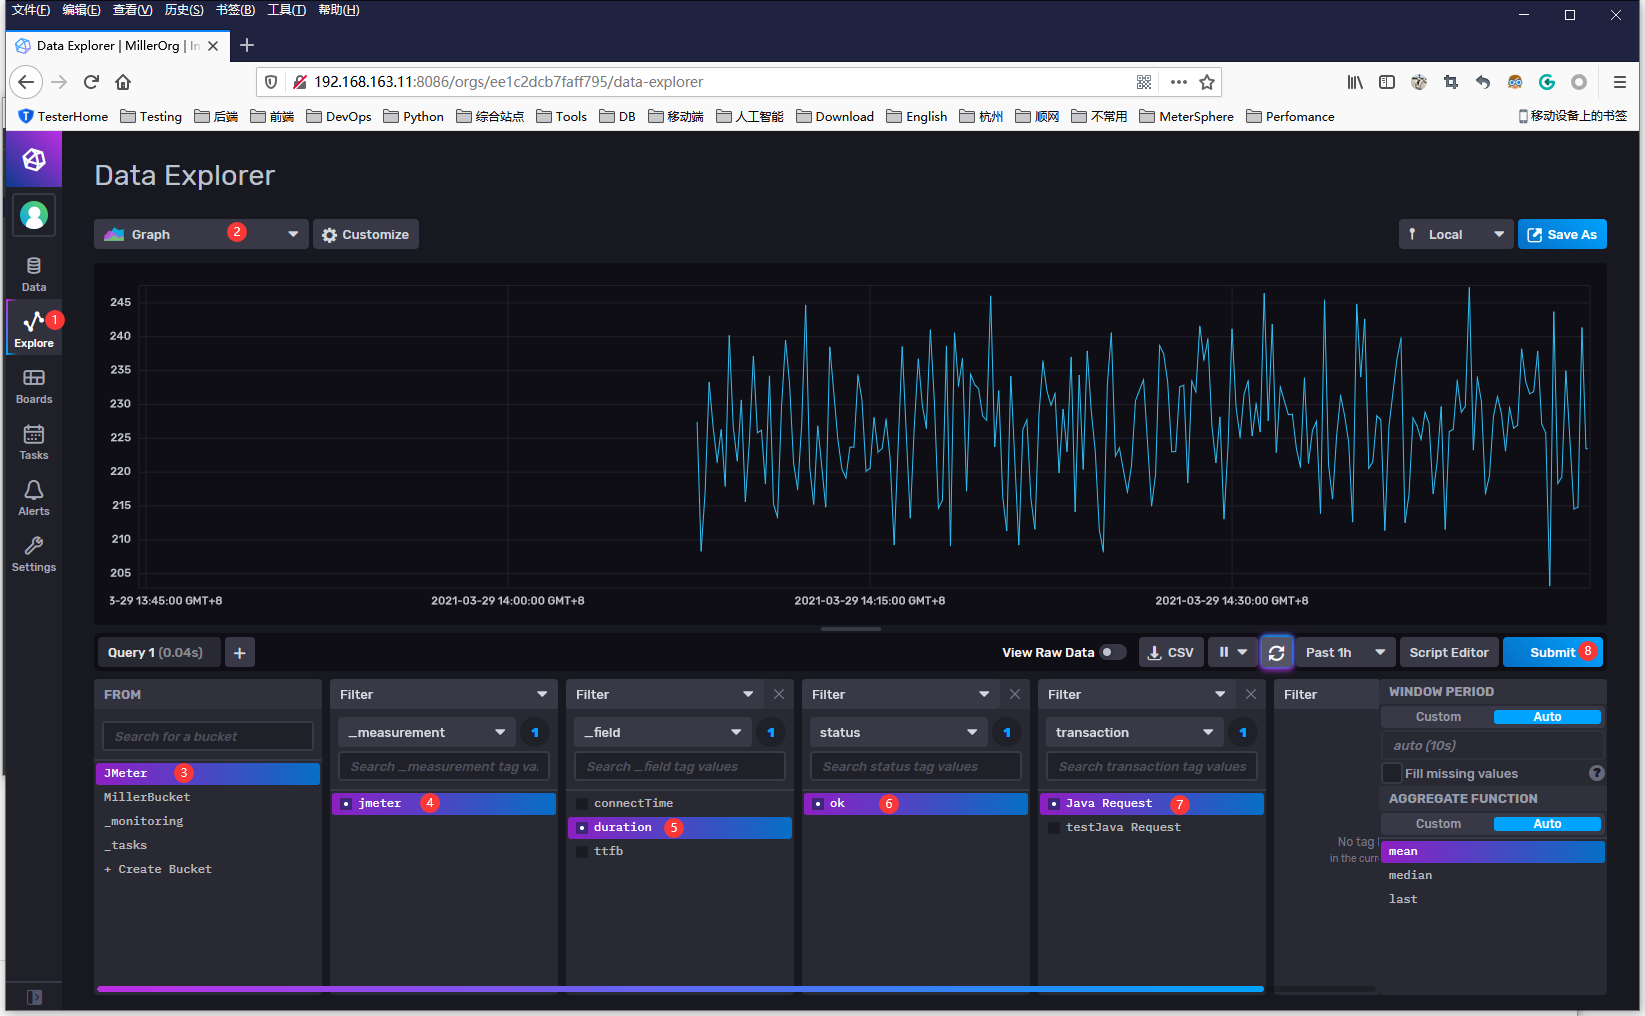 文件(F) 编辑(E) 查看(V) 历史(S) 书签(B) 工具(T) 帮助(H)
Data Explorer | MillerOrg | In
192.168.163.11:8086/orgs/ee1c2dcb7faff795/data-explorer
TesterHome Testing 后端 前端 DevOps Python 综合站点 Tools DB 移动端 人工智能 Download English 杭州 顺网 不常用 MeterSphere Perfomance 移动设备上的书签
Data Explorer
Graph 2 Customize Local Save As
Data
Explore 1
Boards
Tasks
Alerts
Settings
245
240
235
230
225
220
215
210
205
3-29 13:45:00 GMT+8 2021-03-29 14:00:00 GMT+8 2021-03-29 14:15:00 GMT+8 2021-03-29 14:30:00 GMT+8
Query 1 (0.04s) + View Raw Data CSV Past 1h Script Editor Submit 8
FROM
Search for a bucket
JMeter 3
MillerBucket
_monitoring
_tasks
+ Create Bucket
Filter
_measurement 1
Search _measurement tag va
jmeter 4
Filter
_field 1
Search _field tag values
connectTime
duration 5
ttfb
Filter
status 1
Search status tag values
ok 6
Filter
transaction 1
Search transaction tag values
Java Request 7
testJava Request
Filter
No tag
in the curr
WINDOW PERIOD
Custom Auto
auto (10s)
Fill missing values ?
AGGREGATE FUNCTION
Custom Auto
mean
median
last